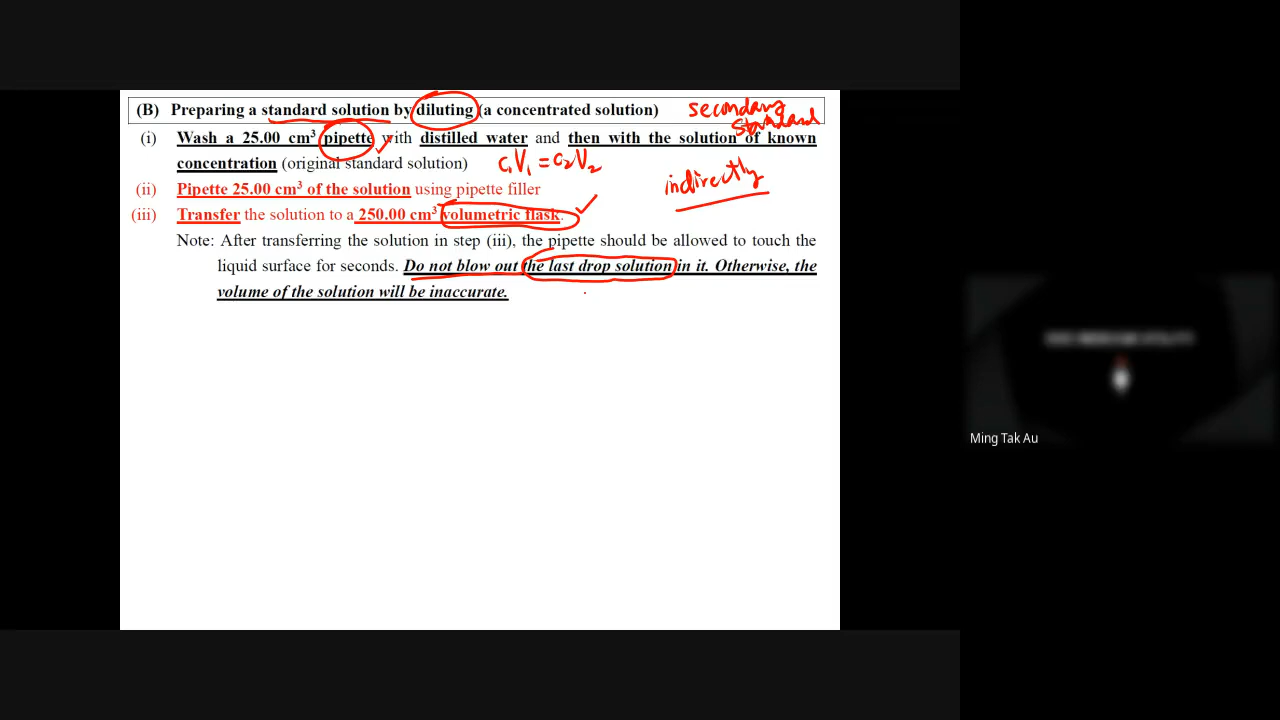 (B) Preparing a standard solution by diluting (a concentrated solution)
secondary
standard
(i) Wash a 25.00 cm³ pipette with distilled water and then with the solution of known
concentration (original standard solution)
C₁V₁ = C₂V₂
indirectly
(ii) Pipette 25.00 cm³ of the solution using pipette filler
(iii) Transfer the solution to a 250.00 cm³ volumetric flask.
Note: After transferring the solution in step (iii), the pipette should be allowed to touch the
liquid surface for seconds. Do not blow out the last drop solution in it. Otherwise, the
volume of the solution will be inaccurate.
Ming Tak Au